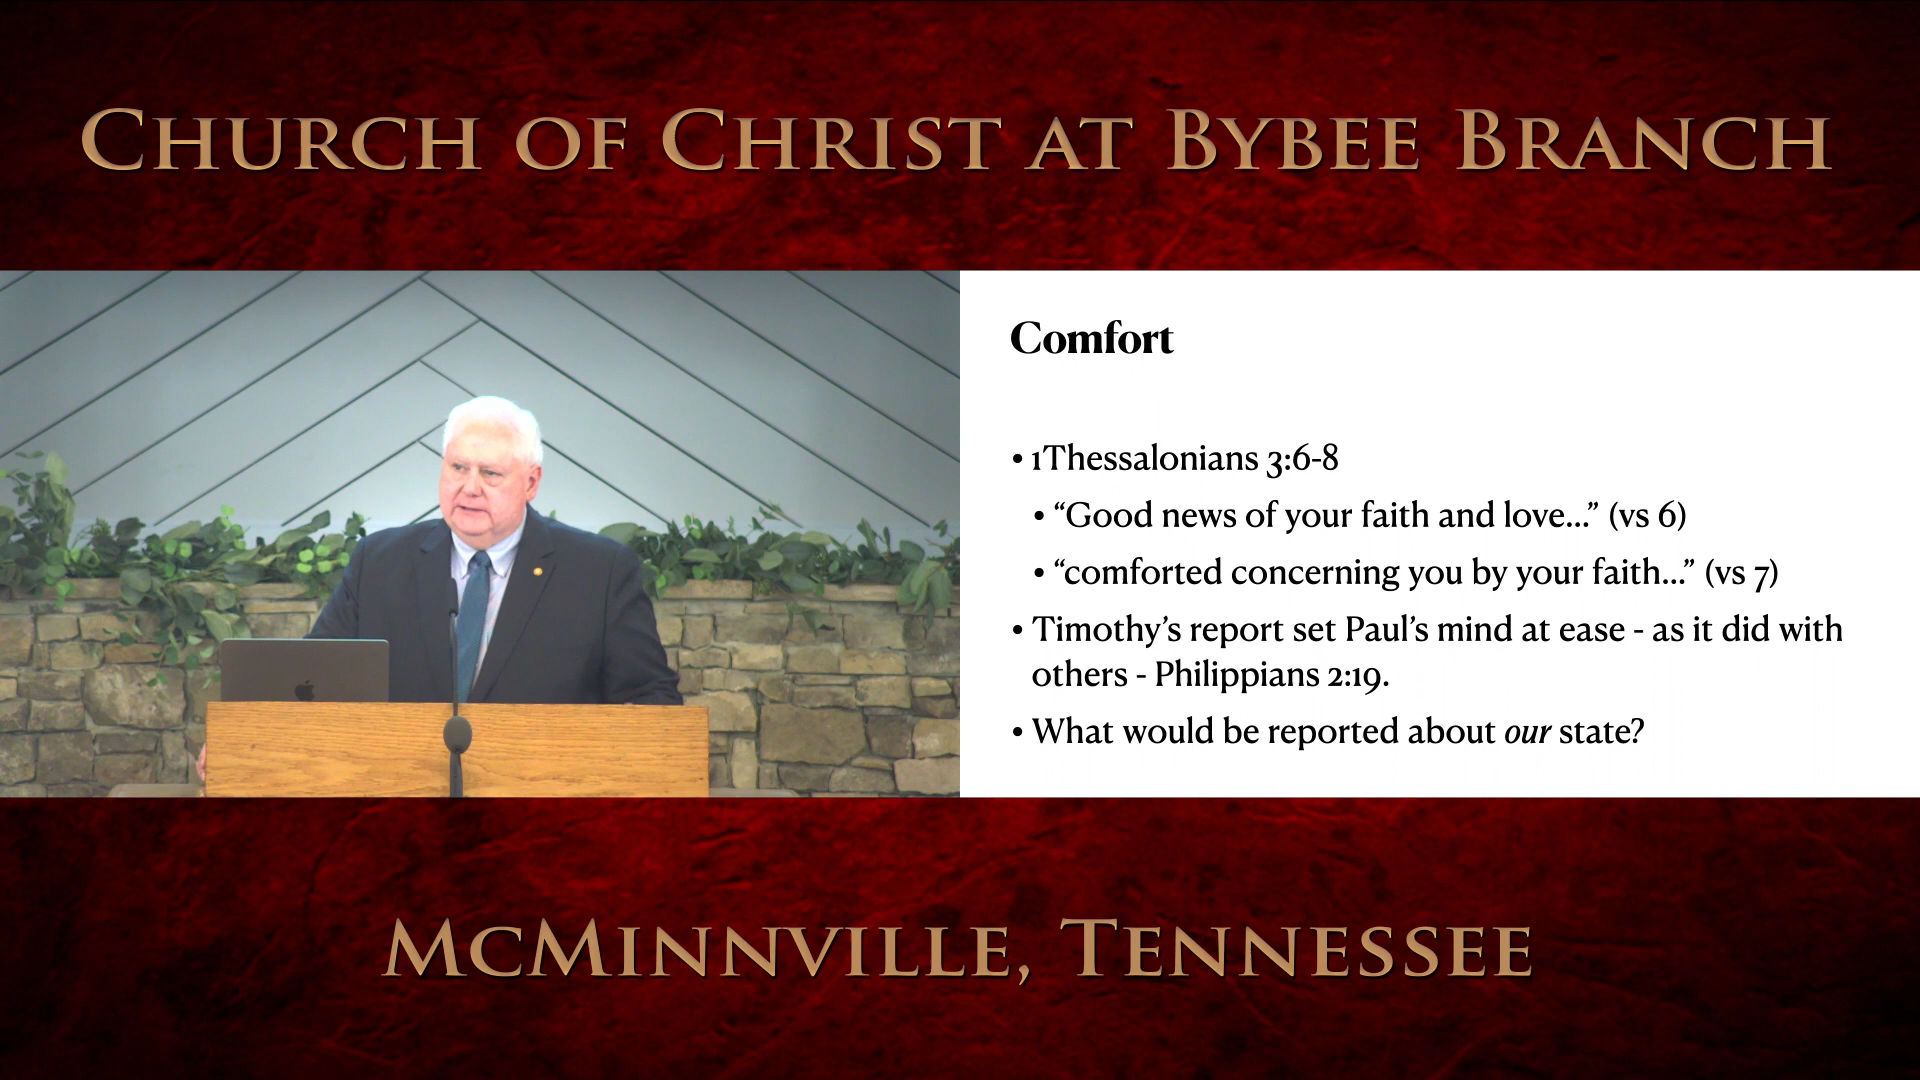 Church of Christ at Bybee Branch
Comfort
• 1Thessalonians 3:6-8
• “Good news of your faith and love...” (vs 6)
• “comforted concerning you by your faith...” (vs 7)
• Timothy’s report set Paul’s mind at ease - as it did with
others - Philippians 2:19.
• What would be reported about our state?
McMinnville, Tennessee